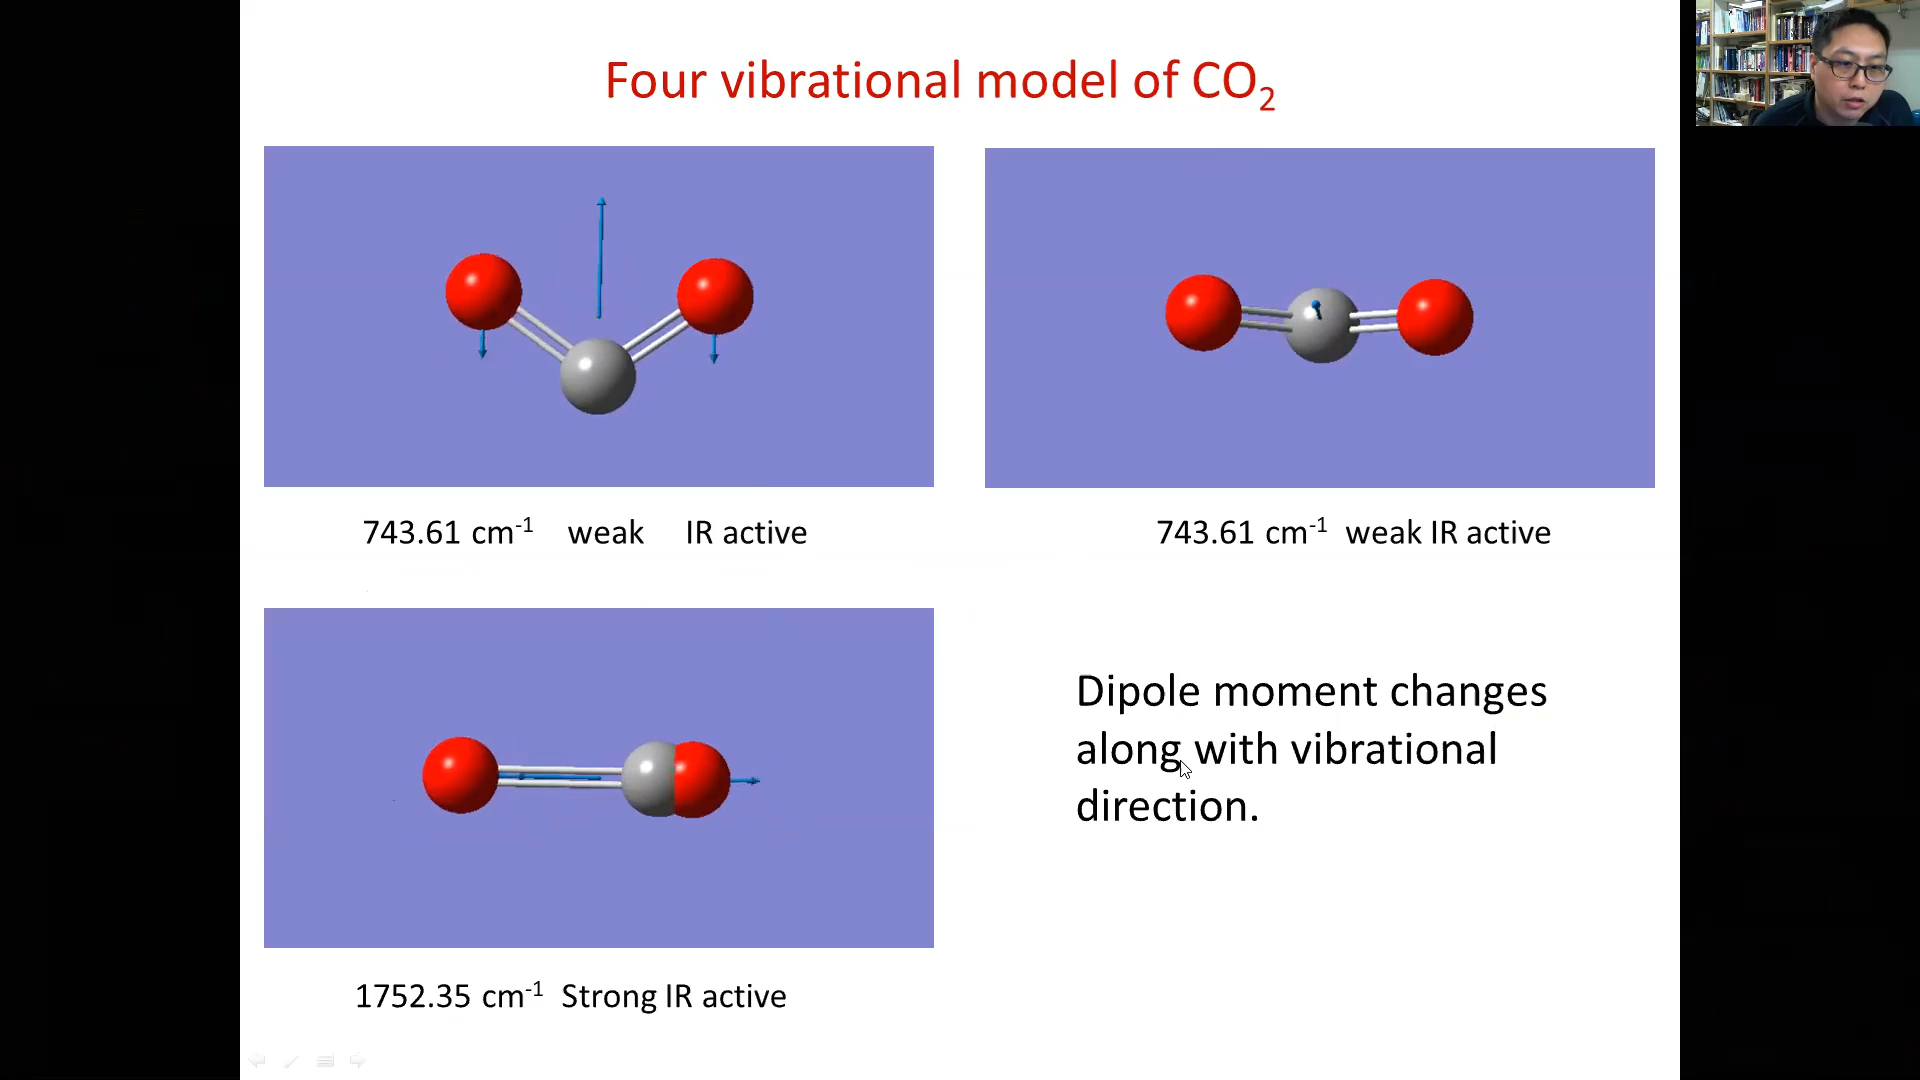 Four vibrational model of CO₂
743.61 cm⁻¹ weak IR active
743.61 cm⁻¹ weak IR active
Dipole moment changes
along with vibrational
direction.
1752.35 cm⁻¹ Strong IR active